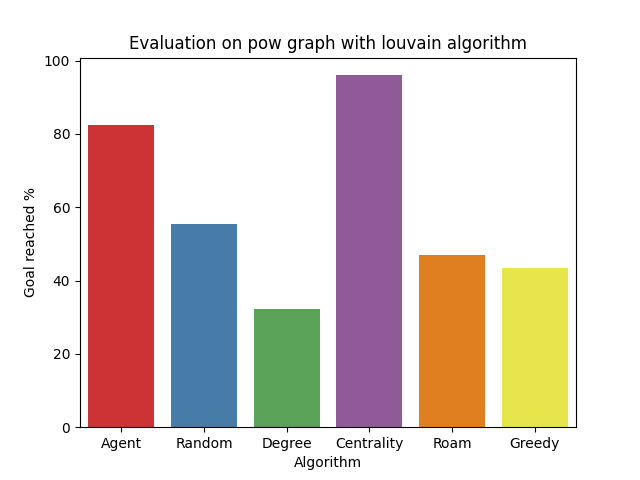 Evaluation on pow graph with louvain algorithm
Goal reached %
100
80
60
40
20
0
Agent Random Degree Centrality Roam Greedy
Algorithm